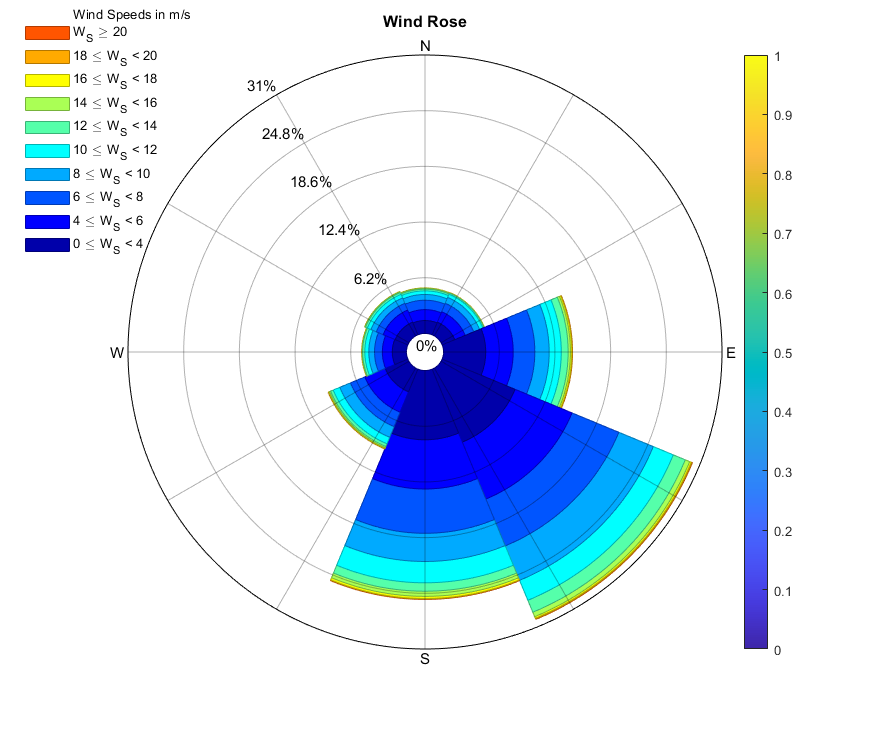 Wind Rose
Wind Speeds in m/s
W_S ≥ 20
18 ≤ W_S < 20
16 ≤ W_S < 18
14 ≤ W_S < 16
12 ≤ W_S < 14
10 ≤ W_S < 12
8 ≤ W_S < 10
6 ≤ W_S < 8
4 ≤ W_S < 6
0 ≤ W_S < 4
N
31%
24.8%
18.6%
12.4%
6.2%
0%
W
E
S
1
0.9
0.8
0.7
0.6
0.5
0.4
0.3
0.2
0.1
0